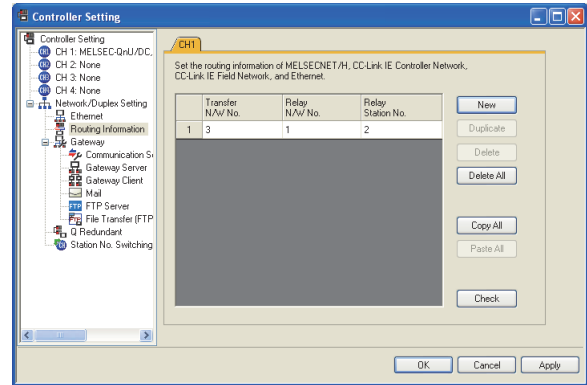 Controller Setting
Controller Setting
CH 1: MELSEC-QnU/DC,
CH 2: None
CH 3: None
CH 4: None
Network/Duplex Setting
Ethernet
Routing Information
Gateway
Communication S
Gateway Server
Gateway Client
Mail
FTP FTP Server
File Transfer (FTP
Q Redundant
Station No. Switching
CH1
Set the routing information of MELSECNET/H, CC-Link IE Controller Network,
CC-Link IE Field Network, and Ethernet.
Transfer N/W No. Relay N/W No. Relay Station No.
1 3 1 2
New
Duplicate
Delete
Delete All
Copy All
Paste All
Check
OK Cancel Apply